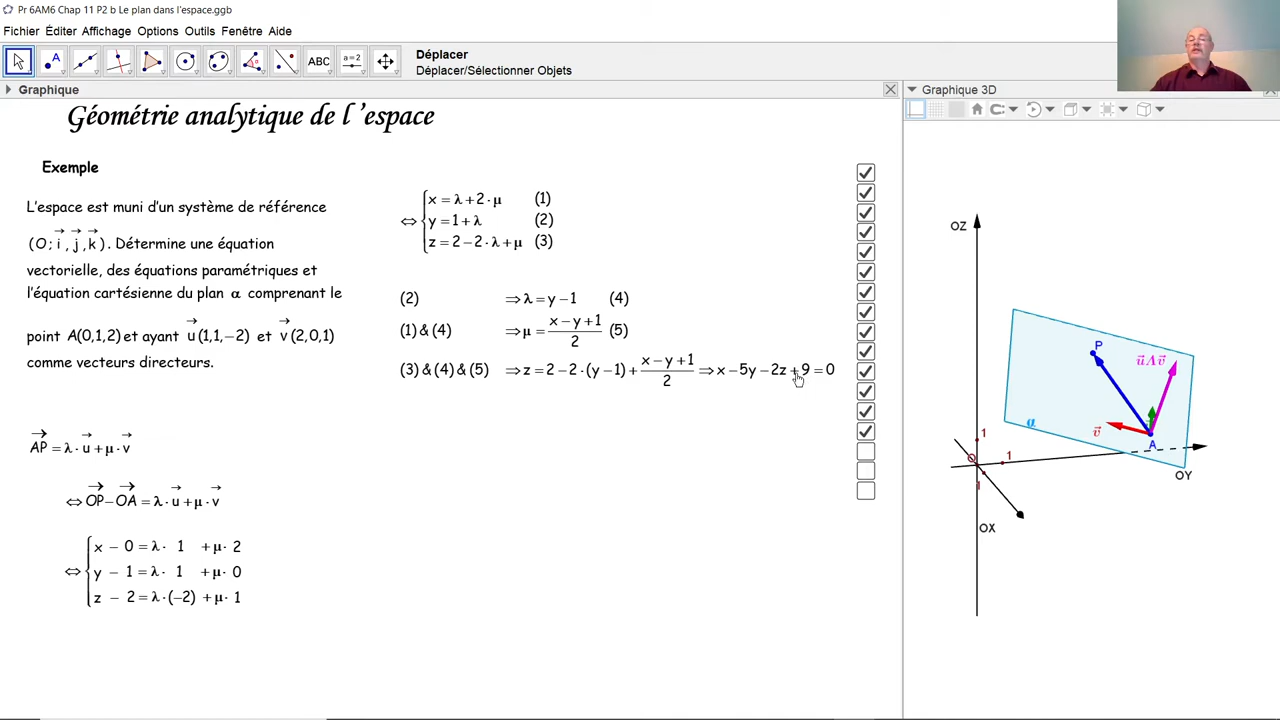 Pr 6AM6 Chap 11 P2 b Le plan dans l'espace.ggb
Fichier Éditer Affichage Options Outils Fenêtre Aide
A ABC a=2
Déplacer
Déplacer/Sélectionner Objets
Graphique
Graphique 3D
Géométrie analytique de l 'espace
Exemple
L'espace est muni d'un système de référence
(O; i, j, k). Détermine une équation
vectorielle, des équations paramétriques et
l'équation cartésienne du plan α comprenant le
point A(0,1,2) et ayant u(1,1,−2) et v(2,0,1)
comme vecteurs directeurs.
AP = λ · u + μ · v
⇔ OP − OA = λ · u + μ · v
x − 0 = λ · 1 + μ · 2
⇔ y − 1 = λ · 1 + μ · 0
z − 2 = λ · (−2) + μ · 1
x = λ + 2 · μ (1)
⇔ y = 1 + λ (2)
z = 2 − 2 · λ + μ (3)
(2) ⇒ λ = y − 1 (4)
(1) & (4) ⇒ μ = (x − y + 1)/2 (5)
(3) & (4) & (5) ⇒ z = 2 − 2 · (y − 1) + (x − y + 1)/2 ⇒ x − 5y − 2z + 9 = 0
OZ
P
u⃗Λv⃗
α
v⃗
A
1
O
1
1
OY
OX